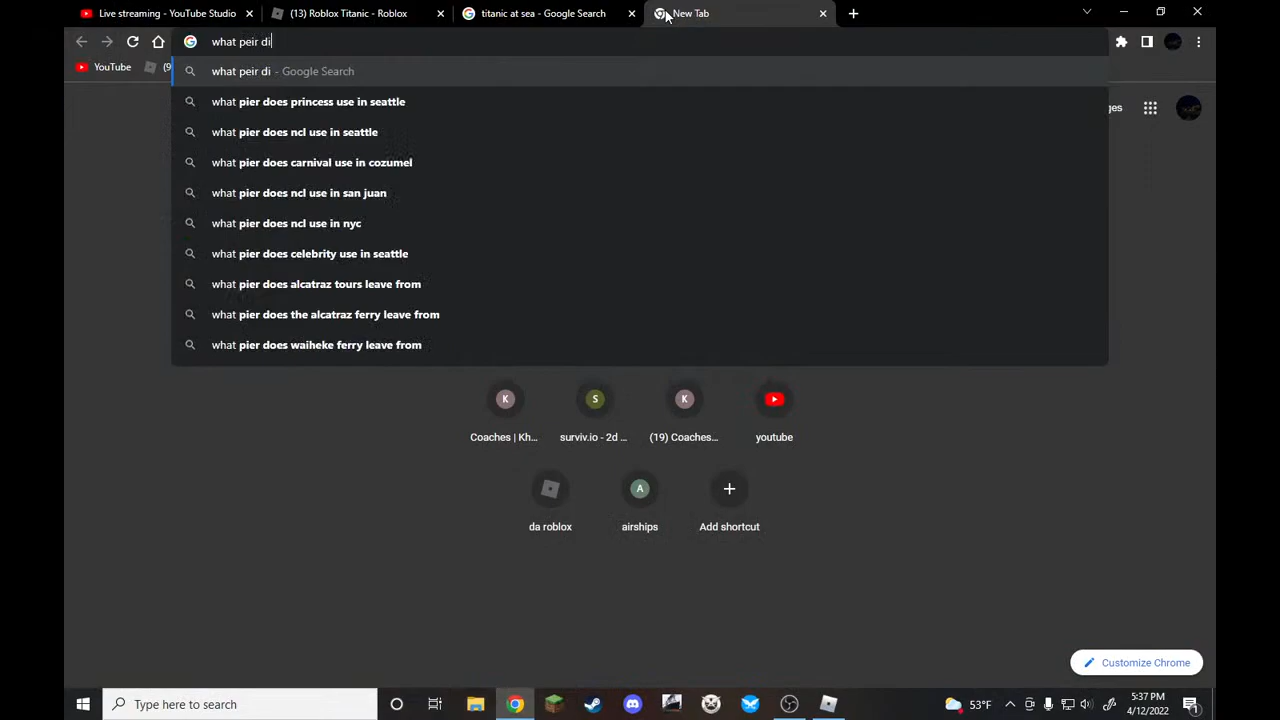 Live streaming - YouTube Studio
(13) Roblox Titanic - Roblox
titanic at sea - Google Search
New Tab
what peir di
YouTube
(9
what peir di - Google Search
what pier does princess use in seattle
ges
what pier does ncl use in seattle
what pier does carnival use in cozumel
what pier does ncl use in san juan
what pier does ncl use in nyc
what pier does celebrity use in seattle
what pier does alcatraz tours leave from
what pier does the alcatraz ferry leave from
what pier does waiheke ferry leave from
K
S
K
Coaches | Kh...
surviv.io - 2d ...
(19) Coaches...
youtube
A
da roblox
airships
Add shortcut
Customize Chrome
Type here to search
53°F
5:37 PM
4/12/2022